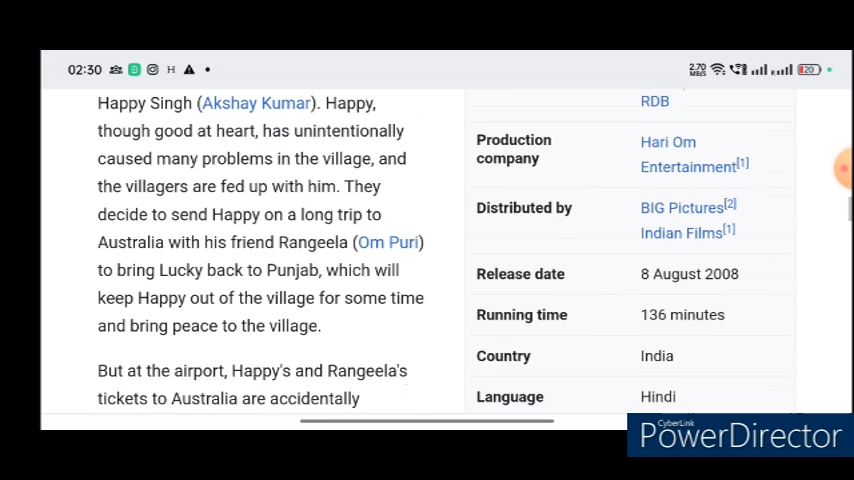 02:30 H
2.70 MB/S 20
Happy Singh (Akshay Kumar). Happy,
though good at heart, has unintentionally
caused many problems in the village, and
the villagers are fed up with him. They
decide to send Happy on a long trip to
Australia with his friend Rangeela (Om Puri)
to bring Lucky back to Punjab, which will
keep Happy out of the village for some time
and bring peace to the village.
But at the airport, Happy's and Rangeela's
tickets to Australia are accidentally
RDB
Production company
Hari Om
Entertainment[1]
Distributed by
BIG Pictures[2]
Indian Films[1]
Release date 8 August 2008
Running time 136 minutes
Country India
Language Hindi
CyberLink
PowerDirector